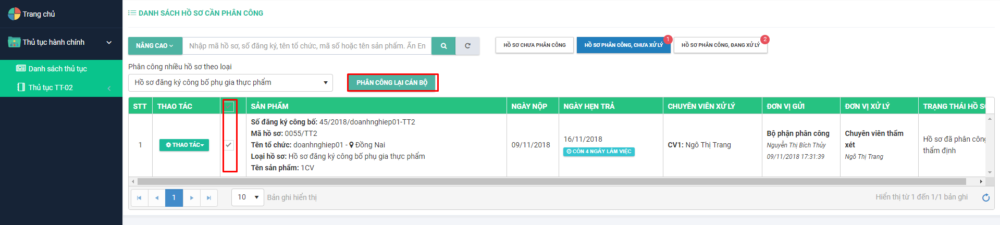 Trang chủ
Thủ tục hành chính
Danh sách thủ tục
Thủ tục TT-02
DANH SÁCH HỒ SƠ CẦN PHÂN CÔNG
NÂNG CAO
Nhập mã hồ sơ, số đăng ký, tên tổ chức, mã số hoặc tên sản phẩm. Ấn En
HỒ SƠ CHƯA PHÂN CÔNG
HỒ SƠ PHÂN CÔNG, CHƯA XỬ LÝ
1
HỒ SƠ PHÂN CÔNG, ĐANG XỬ LÝ
2
Phân công nhiều hồ sơ theo loại
Hồ sơ đăng ký công bố phụ gia thực phẩm
PHÂN CÔNG LẠI CÁN BỘ
STT THAO TÁC SẢN PHẨM NGÀY NỘP NGÀY HẸN TRẢ CHUYÊN VIÊN XỬ LÝ ĐƠN VỊ GỬI ĐƠN VỊ XỬ LÝ TRẠNG THÁI HỒ S
1
THAO TÁC
Số đăng ký công bố: 45/2018/doanhnghiep01-TT2
Mã hồ sơ: 0055/TT2
Tên tổ chức: doanhnghiep01 - Đồng Nai
Loại hồ sơ: Hồ sơ đăng ký công bố phụ gia thực phẩm
Tên sản phẩm: 1CV
09/11/2018
16/11/2018
CÒN 4 NGÀY LÀM VIỆC
CV1: Ngô Thị Trang
Bộ phận phân công
Nguyễn Thị Bích Thủy
09/11/2018 17:31:39
Chuyên viên thẩm
xét
Ngô Thị Trang
Hồ sơ đã phân công
thẩm định
1
10
Bản ghi hiển thị
Hiển thị từ 1 đến 1/1 bản ghi